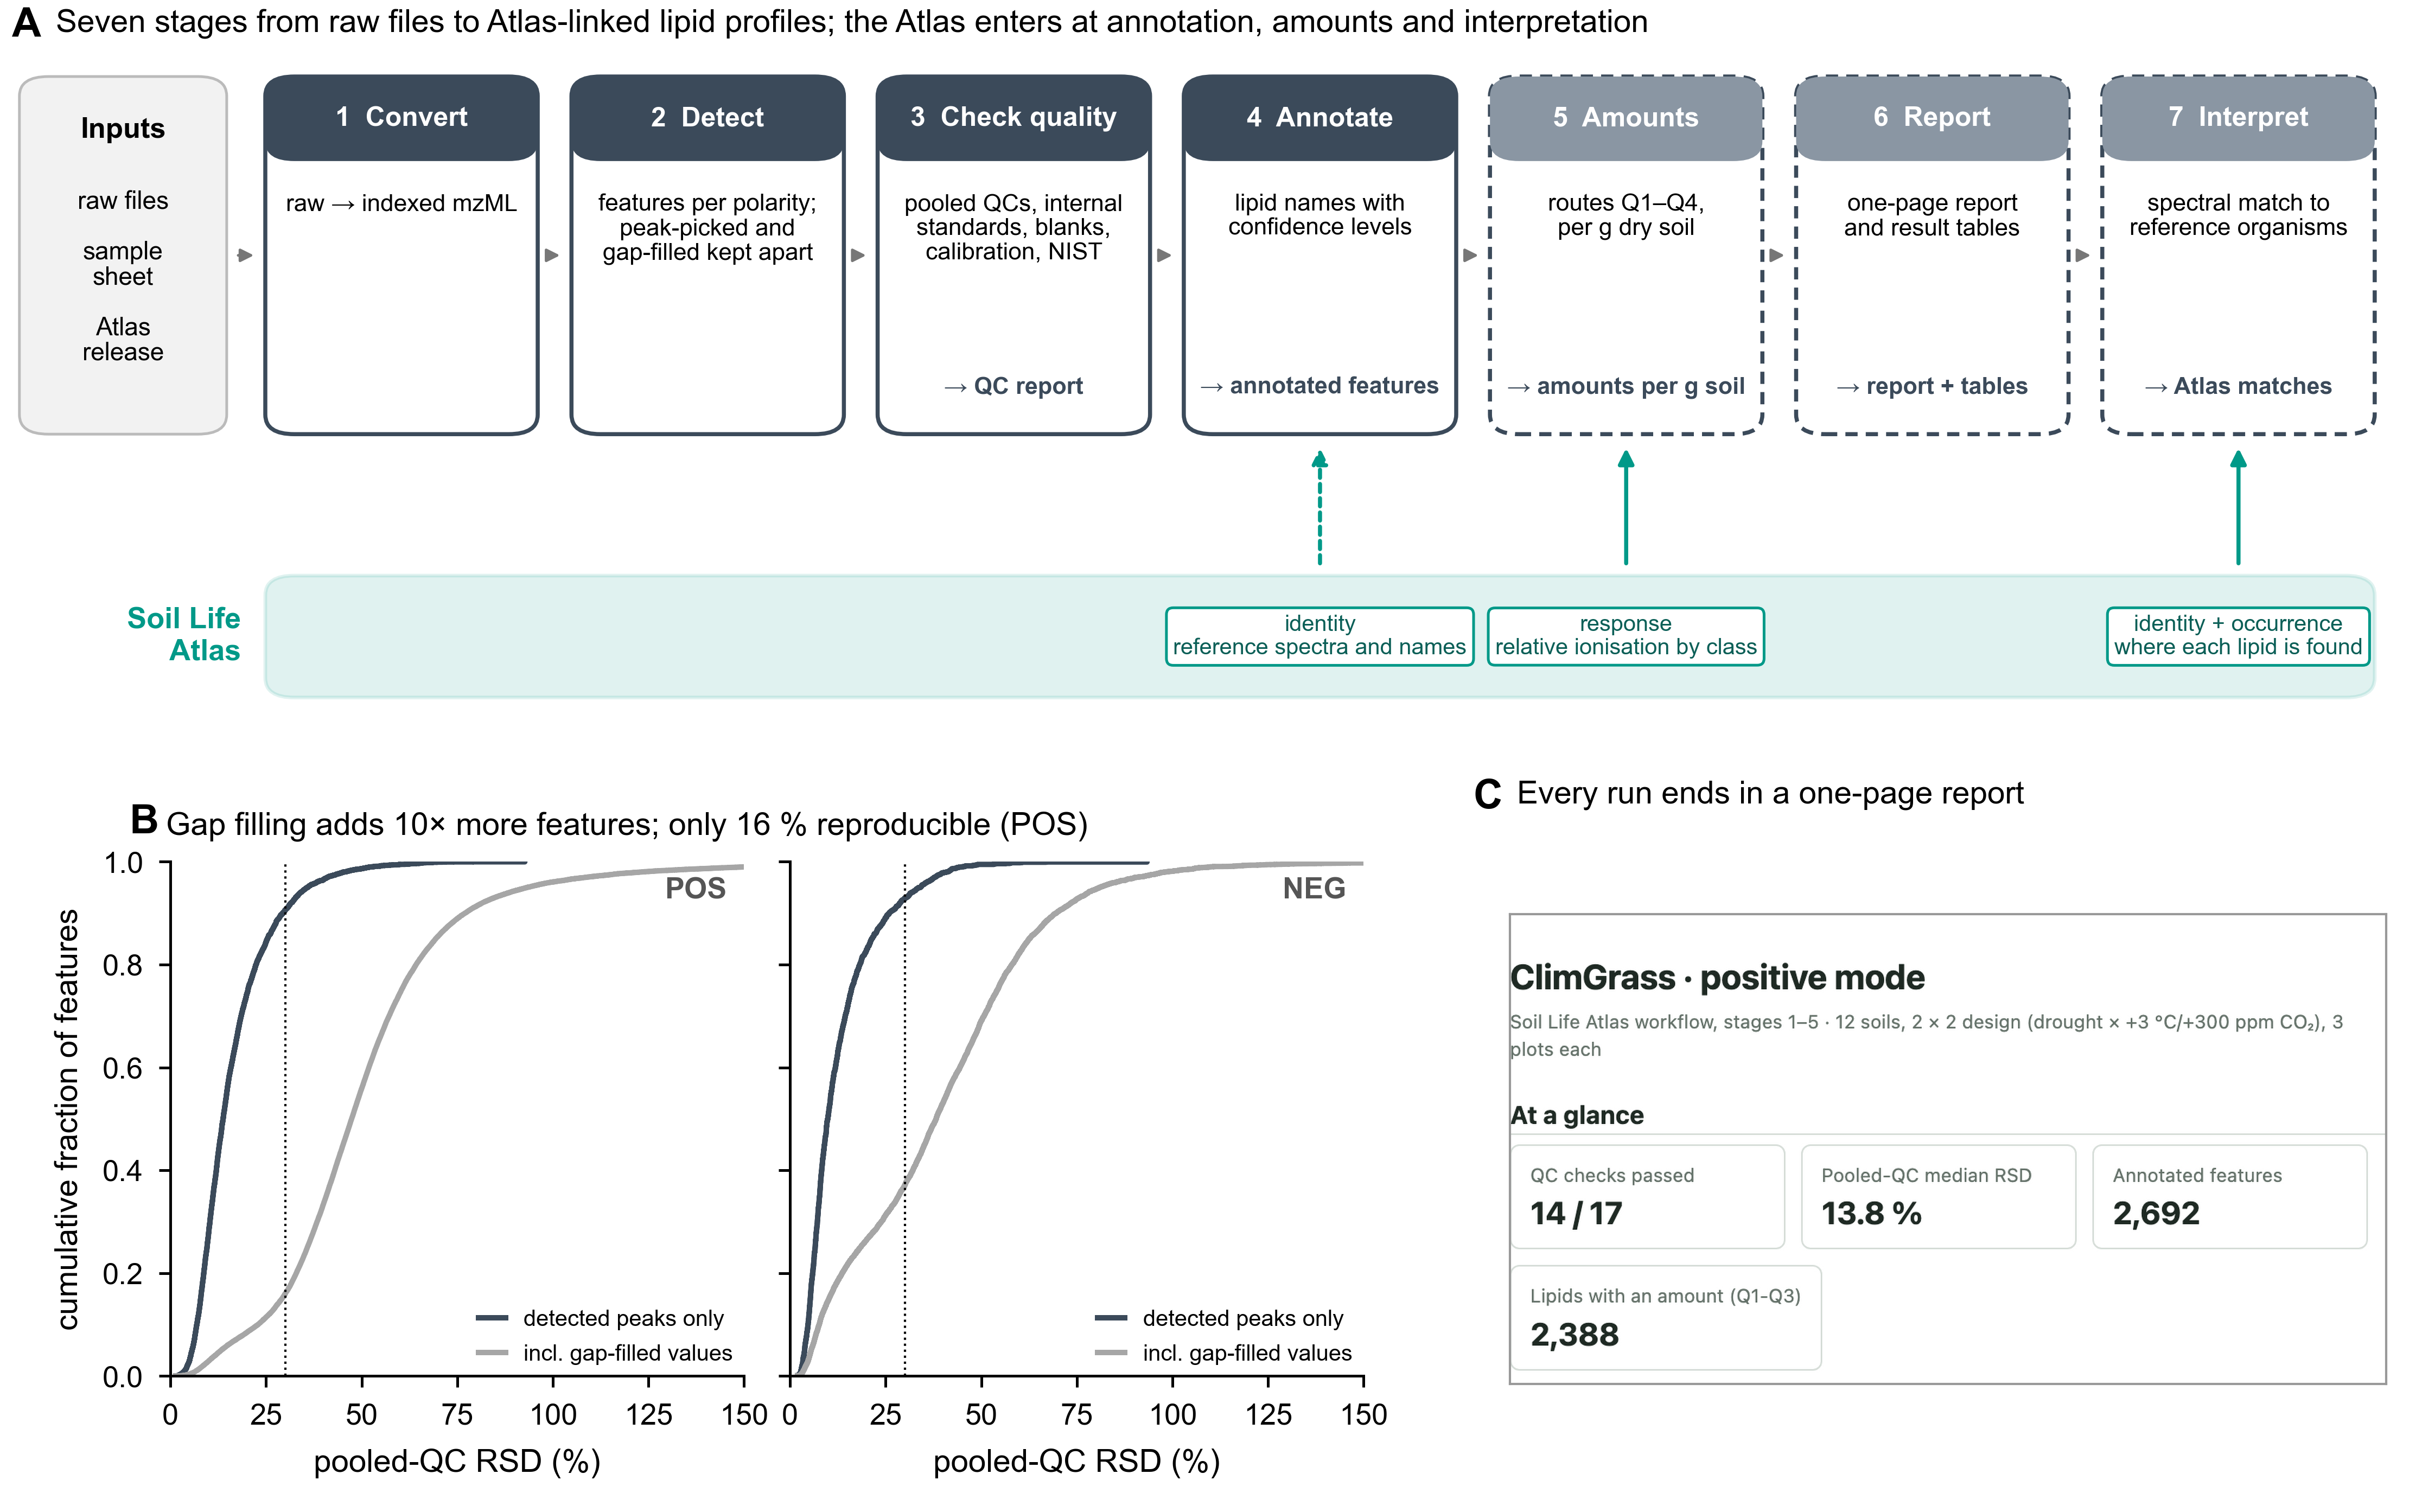 A Seven stages from raw files to Atlas-linked lipid profiles; the Atlas enters at annotation, amounts and interpretation
Inputs
raw files
sample
sheet
Atlas
release
1 Convert
raw → indexed mzML
2 Detect
features per polarity;
peak-picked and
gap-filled kept apart
3 Check quality
pooled QCs, internal
standards, blanks,
calibration, NIST
→ QC report
4 Annotate
lipid names with
confidence levels
→ annotated features
5 Amounts
routes Q1–Q4,
per g dry soil
→ amounts per g soil
6 Report
one-page report
and result tables
→ report + tables
7 Interpret
spectral match to
reference organisms
→ Atlas matches
Soil Life
Atlas
identity
reference spectra and names
response
relative ionisation by class
identity + occurrence
where each lipid is found
B Gap filling adds 10× more features; only 16 % reproducible (POS)
cumulative fraction of features
1.0
0.8
0.6
0.4
0.2
0.0
POS
detected peaks only
incl. gap-filled values
0 25 50 75 100 125 150
pooled-QC RSD (%)
NEG
detected peaks only
incl. gap-filled values
0 25 50 75 100 125 150
pooled-QC RSD (%)
C Every run ends in a one-page report
ClimGrass · positive mode
Soil Life Atlas workflow, stages 1–5 · 12 soils, 2 × 2 design (drought × +3 °C/+300 ppm CO₂), 3
plots each
At a glance
QC checks passed
14 / 17
Pooled-QC median RSD
13.8 %
Annotated features
2,692
Lipids with an amount (Q1-Q3)
2,388